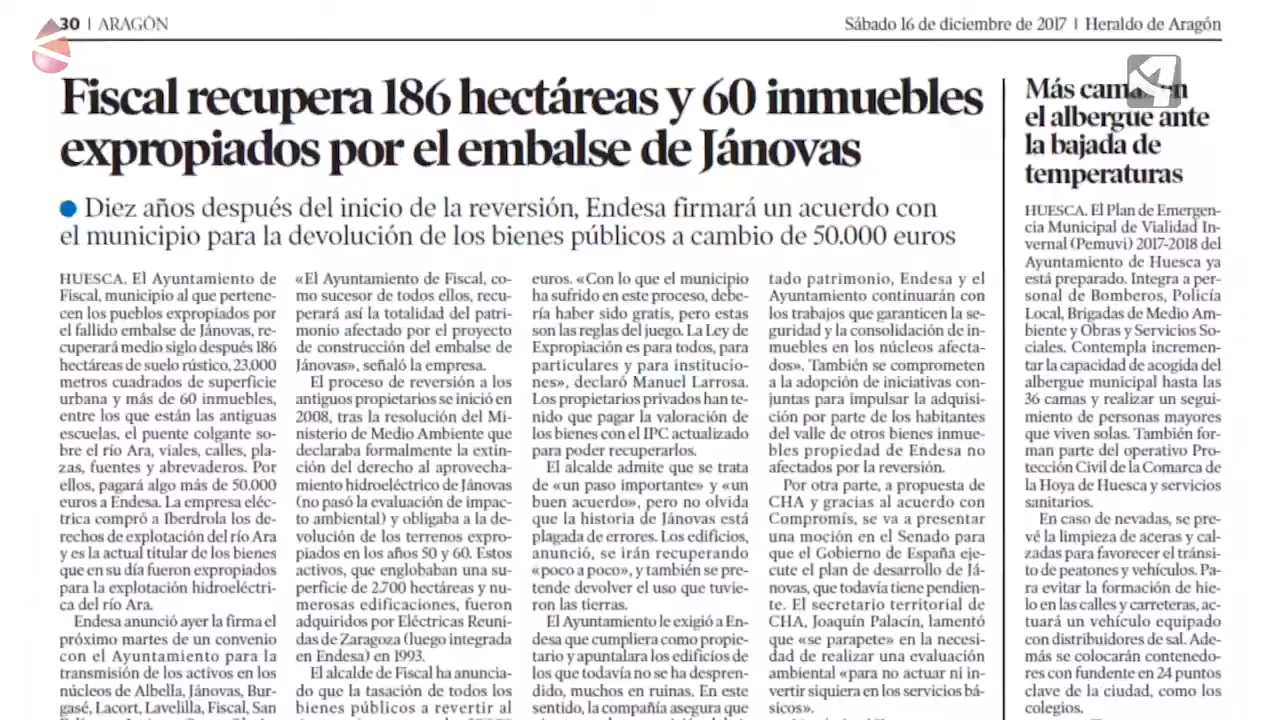 30 | ARAGÓN
Sábado 16 de diciembre de 2017 | Heraldo de Aragón
Fiscal recupera 186 hectáreas y 60 inmuebles
expropiados por el embalse de Jánovas
● Diez años después del inicio de la reversión, Endesa firmará un acuerdo con
el municipio para la devolución de los bienes públicos a cambio de 50.000 euros
HUESCA. El Ayuntamiento de
Fiscal, municipio al que pertene-
cen los pueblos expropiados por
el fallido embalse de Jánovas, re-
cuperará medio siglo después 186
hectáreas de suelo rústico, 23.000
metros cuadrados de superficie
urbana y más de 60 inmuebles,
entre los que están las antiguas
escuelas, el puente colgante so-
bre el río Ara, viales, calles, pla-
zas, fuentes y abrevaderos. Por
ellos, pagará algo más de 50.000
euros a Endesa. La empresa eléc-
trica compró a Iberdrola los de-
rechos de explotación del río Ara
y es la actual titular de los bienes
que en su día fueron expropiados
para la explotación hidroeléctri-
ca del río Ara.
Endesa anunció ayer la firma el
próximo martes de un convenio
con el Ayuntamiento para la
transmisión de los activos en los
núcleos de Albella, Jánovas, Bur-
gasé, Lacort, Lavelilla, Fiscal, San
«El Ayuntamiento de Fiscal, co-
mo sucesor de todos ellos, recu-
perará así la totalidad del patri-
monio afectado por el proyecto
de construcción del embalse de
Jánovas», señaló la empresa.
El proceso de reversión a los
antiguos propietarios se inició en
2008, tras la resolución del Mi-
nisterio de Medio Ambiente que
declaraba formalmente la extin-
ción del derecho al aprovecha-
miento hidroeléctrico de Jánovas
(no pasó la evaluación de impac-
to ambiental) y obligaba a la de-
volución de los terrenos expro-
piados en los años 50 y 60. Estos
activos, que englobaban una su-
perficie de 2.700 hectáreas y nu-
merosas edificaciones, fueron
adquiridos por Eléctricas Reuni-
das de Zaragoza (luego integrada
en Endesa) en 1993.
El alcalde de Fiscal ha anuncia-
do que la tasación de todos los
bienes públicos a revertir al
euros. «Con lo que el municipio
ha sufrido en este proceso, debe-
ría haber sido gratis, pero estas
son las reglas del juego. La Ley de
Expropiación es para todos, para
particulares y para institucio-
nes», declaró Manuel Larrosa.
Los propietarios privados han te-
nido que pagar la valoración de
los bienes con el IPC actualizado
para poder recuperarlos.
El alcalde admite que se trata
de «un paso importante» y «un
buen acuerdo», pero no olvida
que la historia de Jánovas está
plagada de errores. Los edificios,
anunció, se irán recuperando
«poco a poco», y también se pre-
tende devolver el uso que tuvie-
ron las tierras.
El Ayuntamiento le exigió a En-
desa que cumpliera como propie-
tario y apuntalara los edificios de
los que todavía no se ha despren-
dido, muchos en ruinas. En este
sentido, la compañía asegura que
tado patrimonio, Endesa y el
Ayuntamiento continuarán con
los trabajos que garanticen la se-
guridad y la consolidación de in-
muebles en los núcleos afecta-
dos». También se comprometen
a la adopción de iniciativas con-
juntas para impulsar la adquisi-
ción por parte de los habitantes
del valle de otros bienes inmue-
bles propiedad de Endesa no
afectados por la reversión.
Por otra parte, a propuesta de
CHA y gracias al acuerdo con
Compromís, se va a presentar
una moción en el Senado para
que el Gobierno de España eje-
cute el plan de desarrollo de Já-
novas, que todavía tiene pendien-
te. El secretario territorial de
CHA, Joaquín Palacín, lamentó
que «se parapete» en la necesi-
dad de realizar una evaluación
ambiental «para no actuar ni in-
vertir siquiera en los servicios bá-
sicos».
Más camas en
el albergue ante
la bajada de
temperaturas
HUESCA. El Plan de Emergen-
cia Municipal de Vialidad In-
vernal (Pemuvi) 2017-2018 del
Ayuntamiento de Huesca ya
está preparado. Integra a per-
sonal de Bomberos, Policía
Local, Brigadas de Medio Am-
biente y Obras y Servicios So-
ciales. Contempla incremen-
tar la capacidad de acogida del
albergue municipal hasta las
36 camas y realizar un segui-
miento de personas mayores
que viven solas. También for-
man parte del operativo Pro-
tección Civil de la Comarca de
la Hoya de Huesca y servicios
sanitarios.
En caso de nevadas, se pre-
vé la limpieza de aceras y cal-
zadas para favorecer el tránsi-
to de peatones y vehículos. Pa-
ra evitar la formación de hie-
lo en las calles y carreteras, ac-
tuará un vehículo equipado
con distribuidores de sal. Ade-
más se colocarán contenedo-
res con fundente en 24 puntos
clave de la ciudad, como los
colegios.